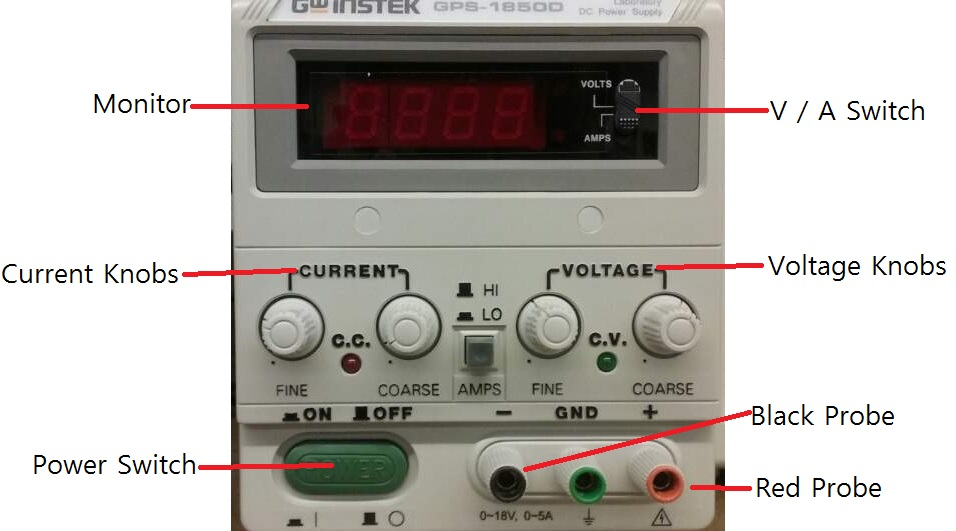 GWINSTEK GPS-1850D Laboratory
DC Power Supply
Monitor
8888
VOLTS
AMPS
V / A Switch
Current Knobs
CURRENT
VOLTAGE
Voltage Knobs
HI
LO
C.C.
C.V.
FINE
COARSE
AMPS
FINE
COARSE
ON
OFF
−
GND
+
Black Probe
Power Switch
POWER
Red Probe
0~18V, 0~5A
| ○